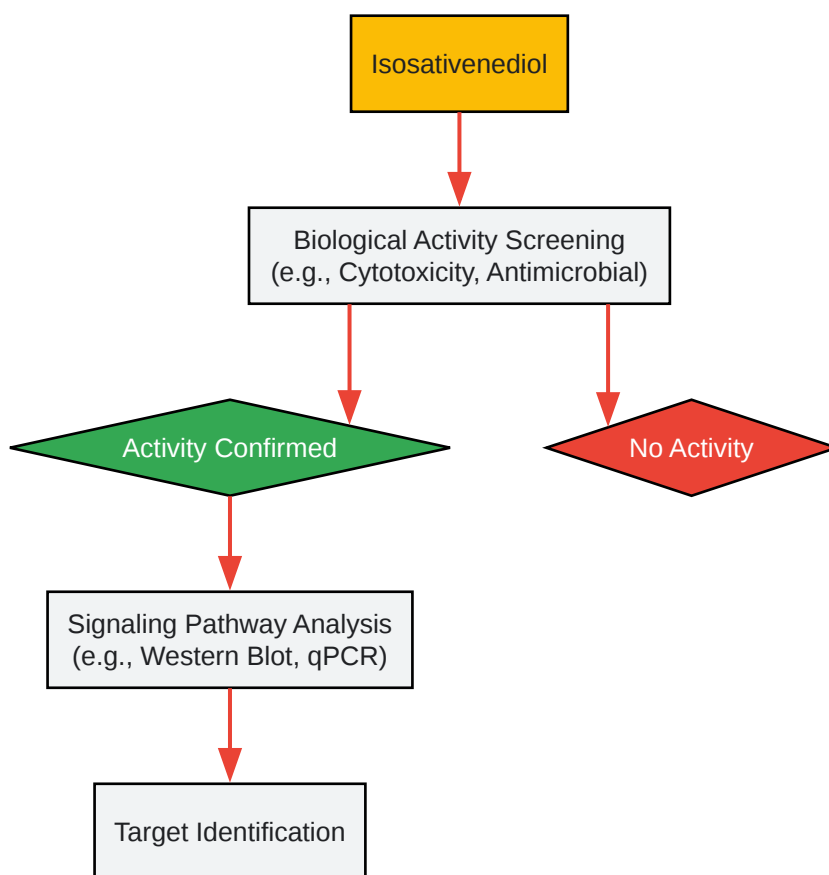 Isosativenediol
Biological Activity Screening
(e.g., Cytotoxicity, Antimicrobial)
Activity Confirmed
No Activity
Signaling Pathway Analysis
(e.g., Western Blot, qPCR)
Target Identification